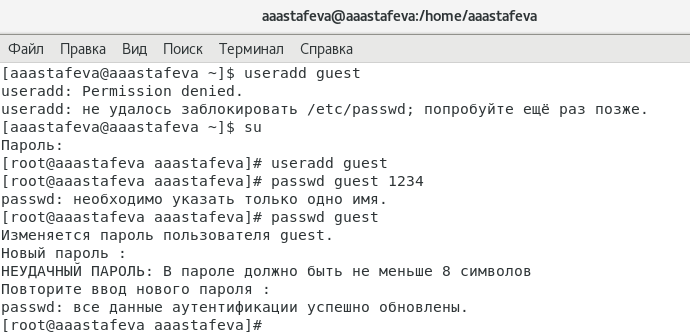 aaastafeva@aaastafeva:/home/aaastafeva
Файл Правка Вид Поиск Терминал Справка
[aaastafeva@aaastafeva ~]$ useradd guest
useradd: Permission denied.
useradd: не удалось заблокировать /etc/passwd; попробуйте ещё раз позже.
[aaastafeva@aaastafeva ~]$ su
Пароль:
[root@aaastafeva aaastafeva]# useradd guest
[root@aaastafeva aaastafeva]# passwd guest 1234
passwd: необходимо указать только одно имя.
[root@aaastafeva aaastafeva]# passwd guest
Изменяется пароль пользователя guest.
Новый пароль :
НЕУДАЧНЫЙ ПАРОЛЬ: В пароле должно быть не меньше 8 символов
Повторите ввод нового пароля :
passwd: все данные аутентификации успешно обновлены.
[root@aaastafeva aaastafeva]#